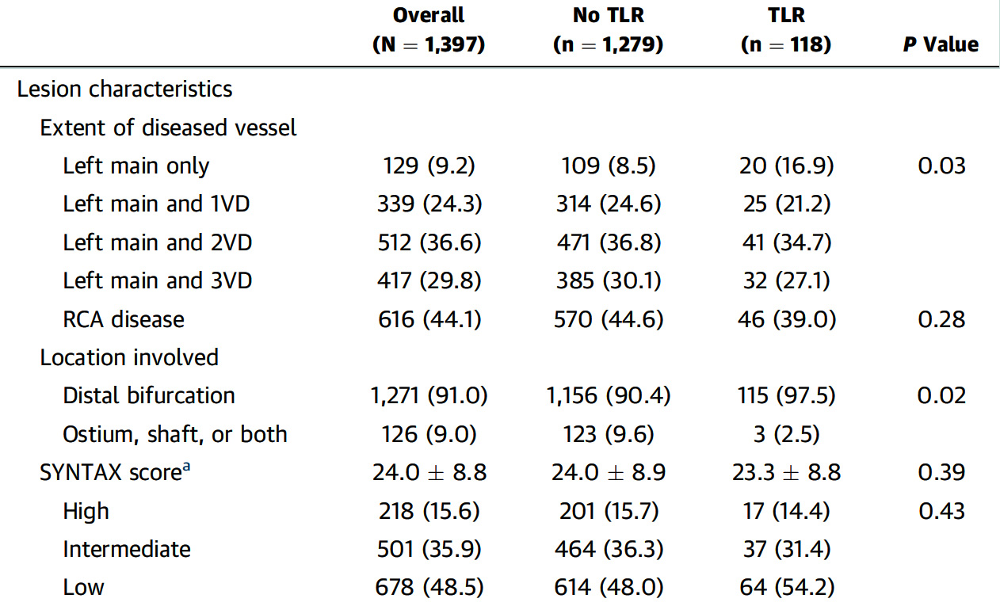 Overall No TLR TLR
(N = 1,397) (n = 1,279) (n = 118) P Value
Lesion characteristics
Extent of diseased vessel
Left main only 129 (9.2) 109 (8.5) 20 (16.9) 0.03
Left main and 1VD 339 (24.3) 314 (24.6) 25 (21.2)
Left main and 2VD 512 (36.6) 471 (36.8) 41 (34.7)
Left main and 3VD 417 (29.8) 385 (30.1) 32 (27.1)
RCA disease 616 (44.1) 570 (44.6) 46 (39.0) 0.28
Location involved
Distal bifurcation 1,271 (91.0) 1,156 (90.4) 115 (97.5) 0.02
Ostium, shaft, or both 126 (9.0) 123 (9.6) 3 (2.5)
SYNTAX scoreᵃ 24.0 ± 8.8 24.0 ± 8.9 23.3 ± 8.8 0.39
High 218 (15.6) 201 (15.7) 17 (14.4) 0.43
Intermediate 501 (35.9) 464 (36.3) 37 (31.4)
Low 678 (48.5) 614 (48.0) 64 (54.2)